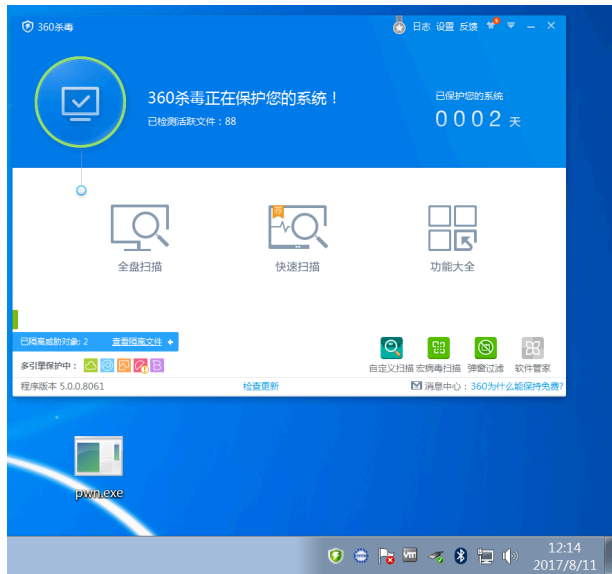 360杀毒
日志 设置 反馈
360杀毒正在保护您的系统！
已检测活跃文件：88
已保护您的系统
0002 天
全盘扫描
快速扫描
功能大全
已隔离威胁对象: 2 查看隔离文件
自定义扫描 宏病毒扫描 弹窗过滤 软件管家
多引擎保护中：
程序版本 5.0.0.8061
检查更新
消息中心：360为什么能保持免费?
pwn.exe
12:14
2017/8/11